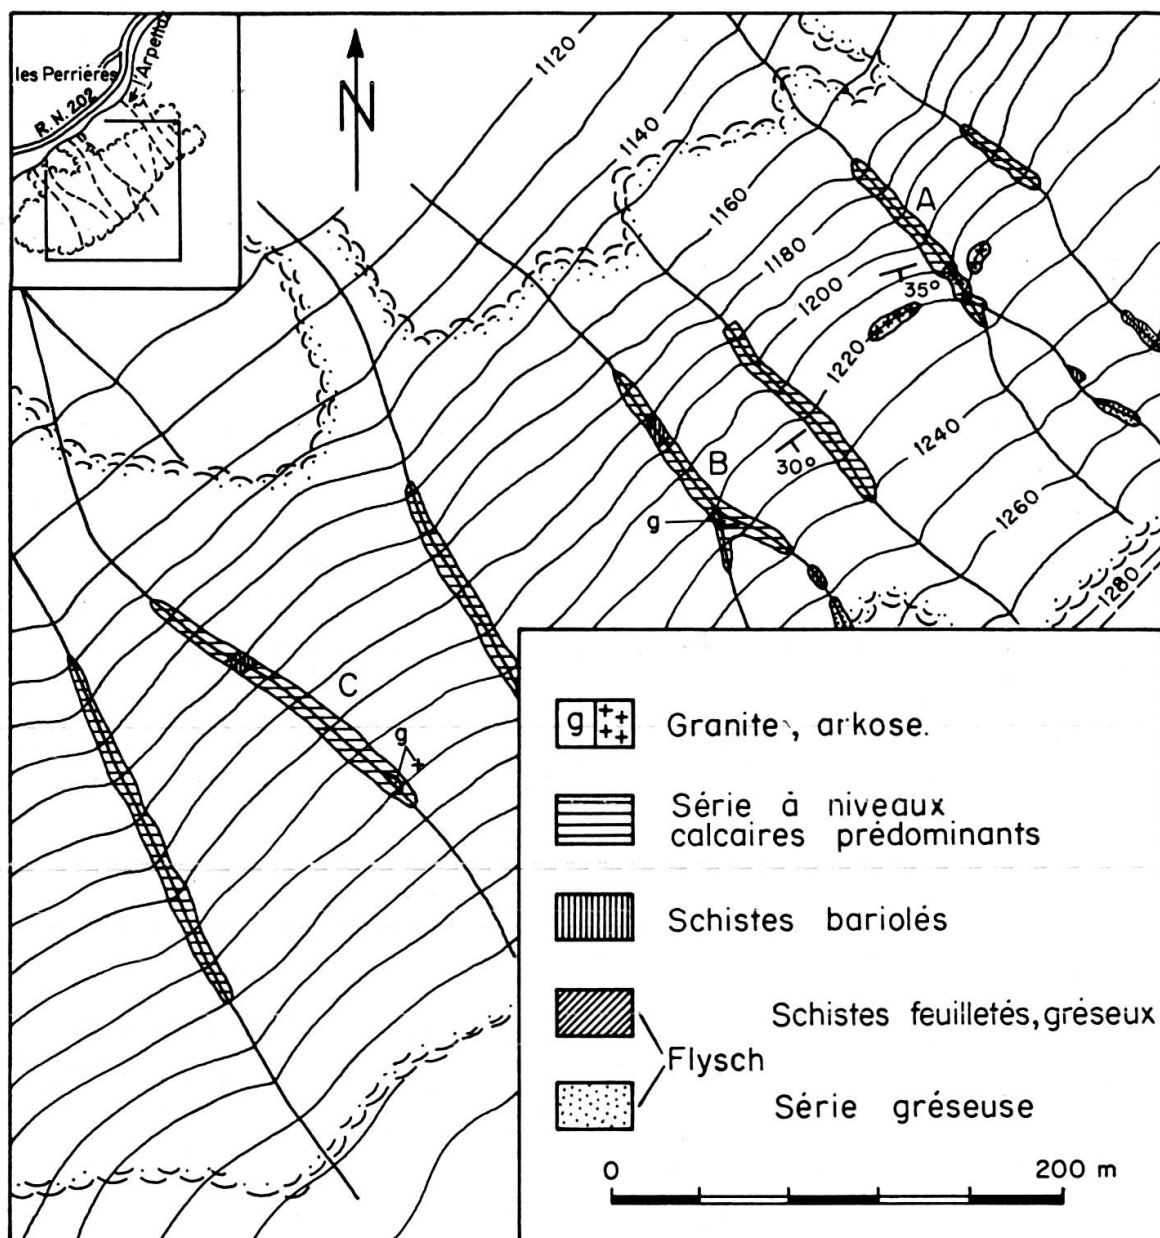 les Perrières
R.N. 202
l'Arpettaz
N
1120
1140
1160
1180
1200
1220
1240
1260
1280
A
35°
30°
B
g
C
g
g Granite, arkose.
Série à niveaux
calcaires prédominants
Schistes bariolés
Schistes feuilletés, gréseux
Flysch
Série gréseuse
0 200 m